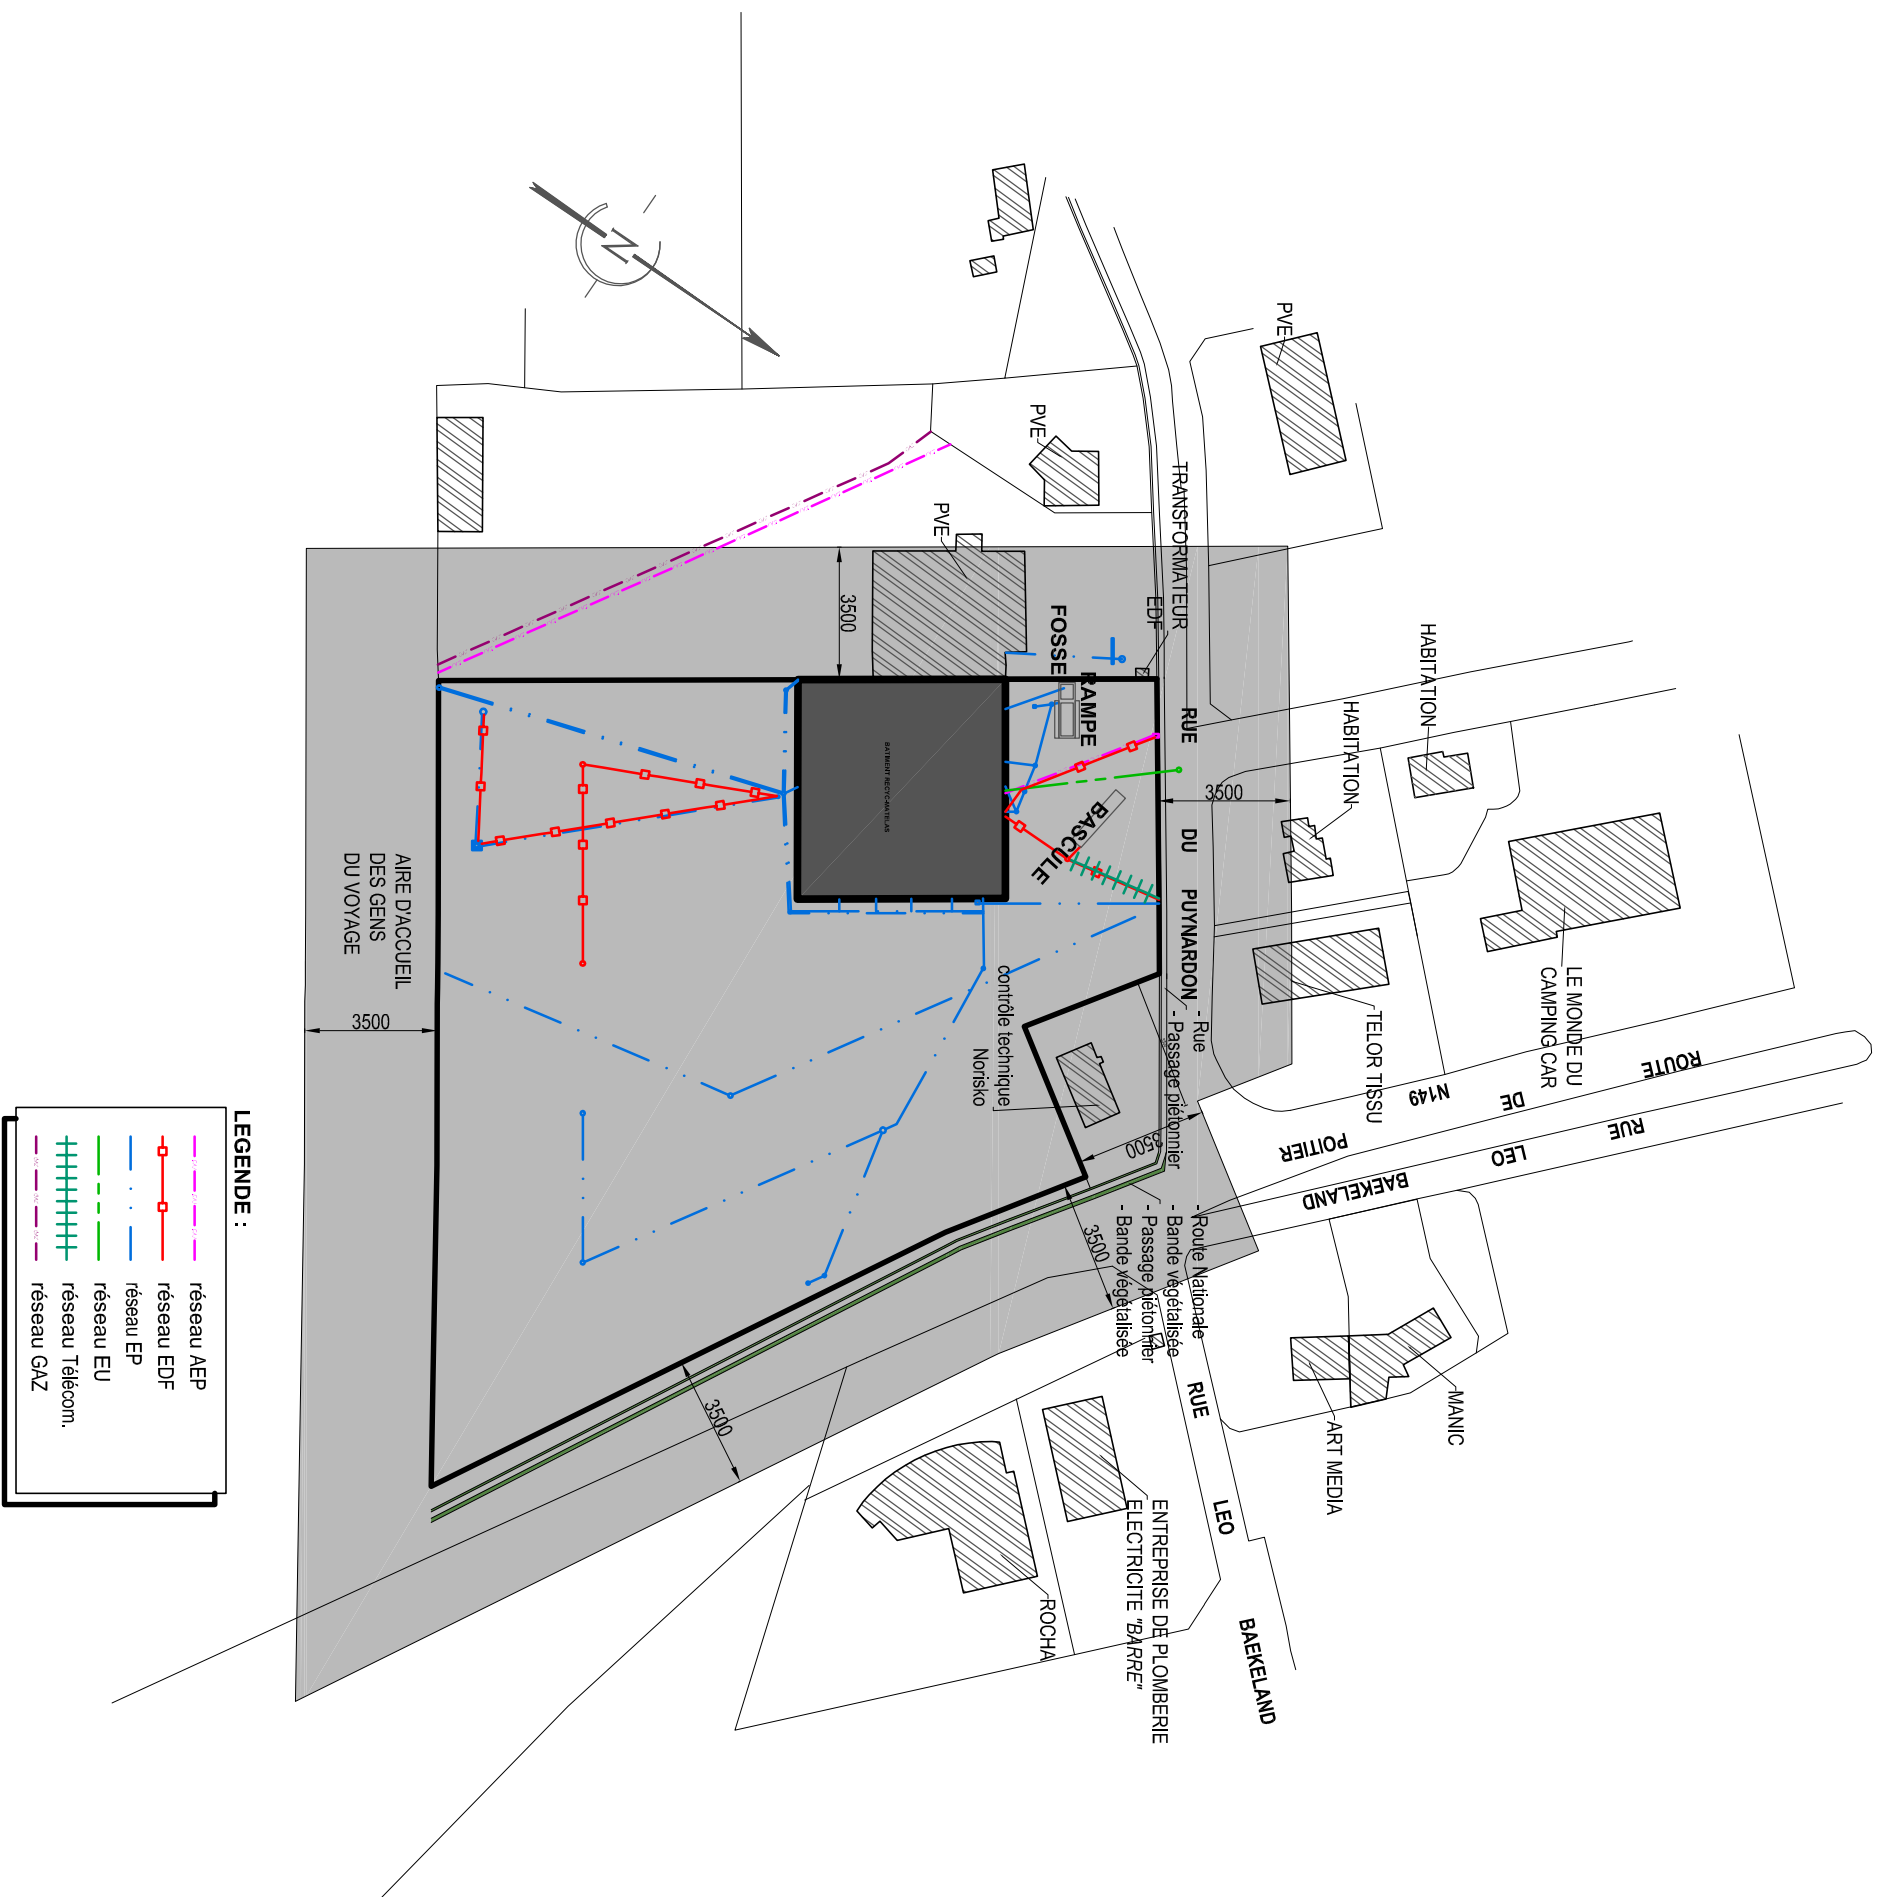 PVE
PVE
PVE
TRANSFORMATEUR
EDF
HABITATION
HABITATION
LE MONDE DU
CAMPING CAR
TELOR TISSU
FOSSE
RAMPE
BASCULE
RUE DU PUYNARDON
BATIMENT RECYC-MATELAS
3500
3500
3500
3500
3500
3500
contrôle technique
Norisko
- Rue
- Passage piétonnier
- Route Nationale
- Bande végétalisée
- Passage piétonnier
- Bande végétalisée
N149
ROUTE DE POITIER
RUE LEO BAEKELAND
RUE LEO BAEKELAND
MANIC
ART MEDIA
ENTREPRISE DE PLOMBERIE
ELECTRICITE "BARRE"
ROCHA
AIRE D'ACCUEIL
DES GENS
DU VOYAGE
N
LEGENDE :
réseau AEP
réseau EDF
réseau EP
réseau EU
réseau Télécom.
réseau GAZ